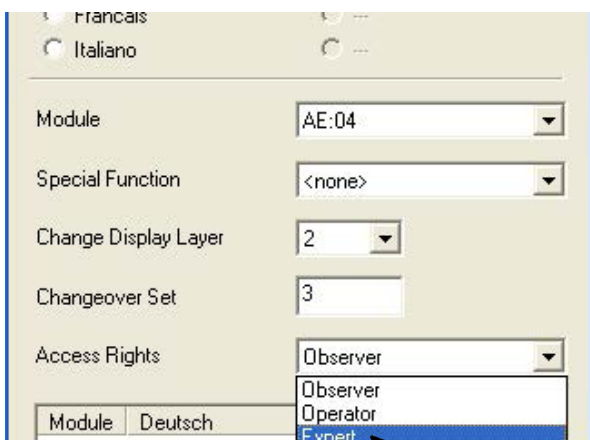 Francais ---
Italiano ---
Module AE:04
Special Function <none>
Change Display Layer 2
Changeover Set 3
Access Rights Observer
Observer
Operator
Module Deutsch
Expert